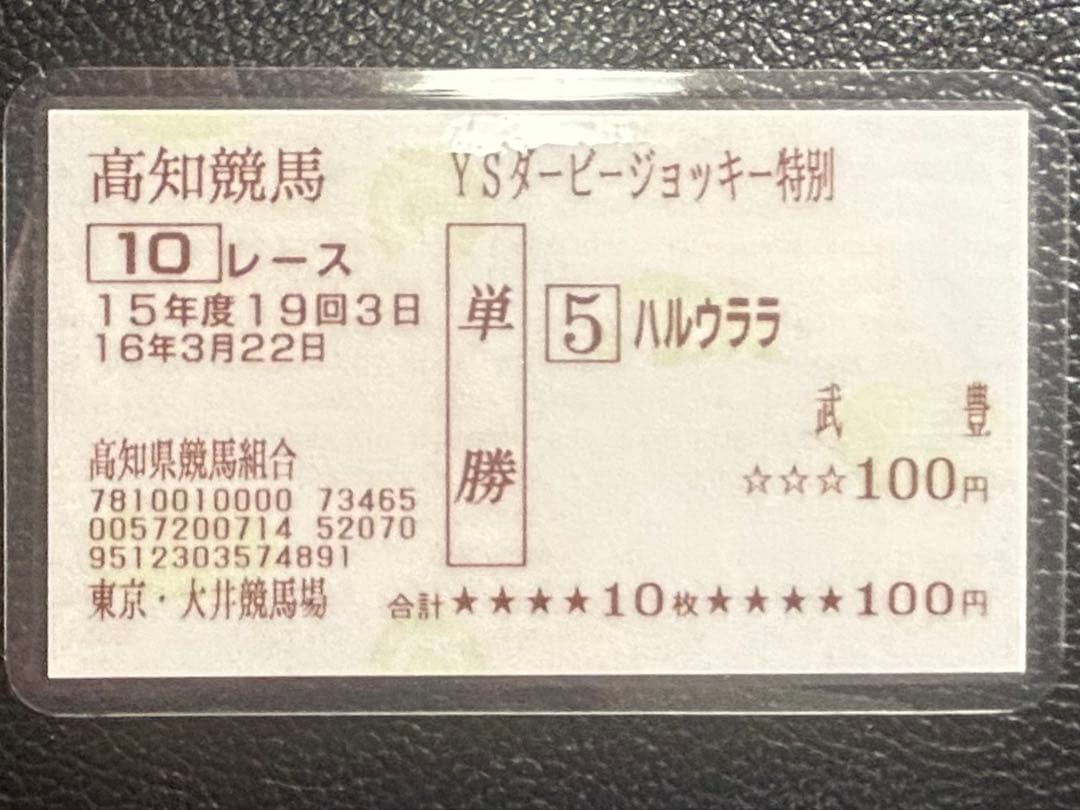 高知競馬
YSダービージョッキー特別
10レース
15年度19回3日
16年3月22日
単勝
5 ハルウララ
武 豊
☆☆☆100円
高知県競馬組合
7810010000 73465
0057200714 52070
9512303574891
東京・大井競馬場
合計★★★★10枚★★★★100円